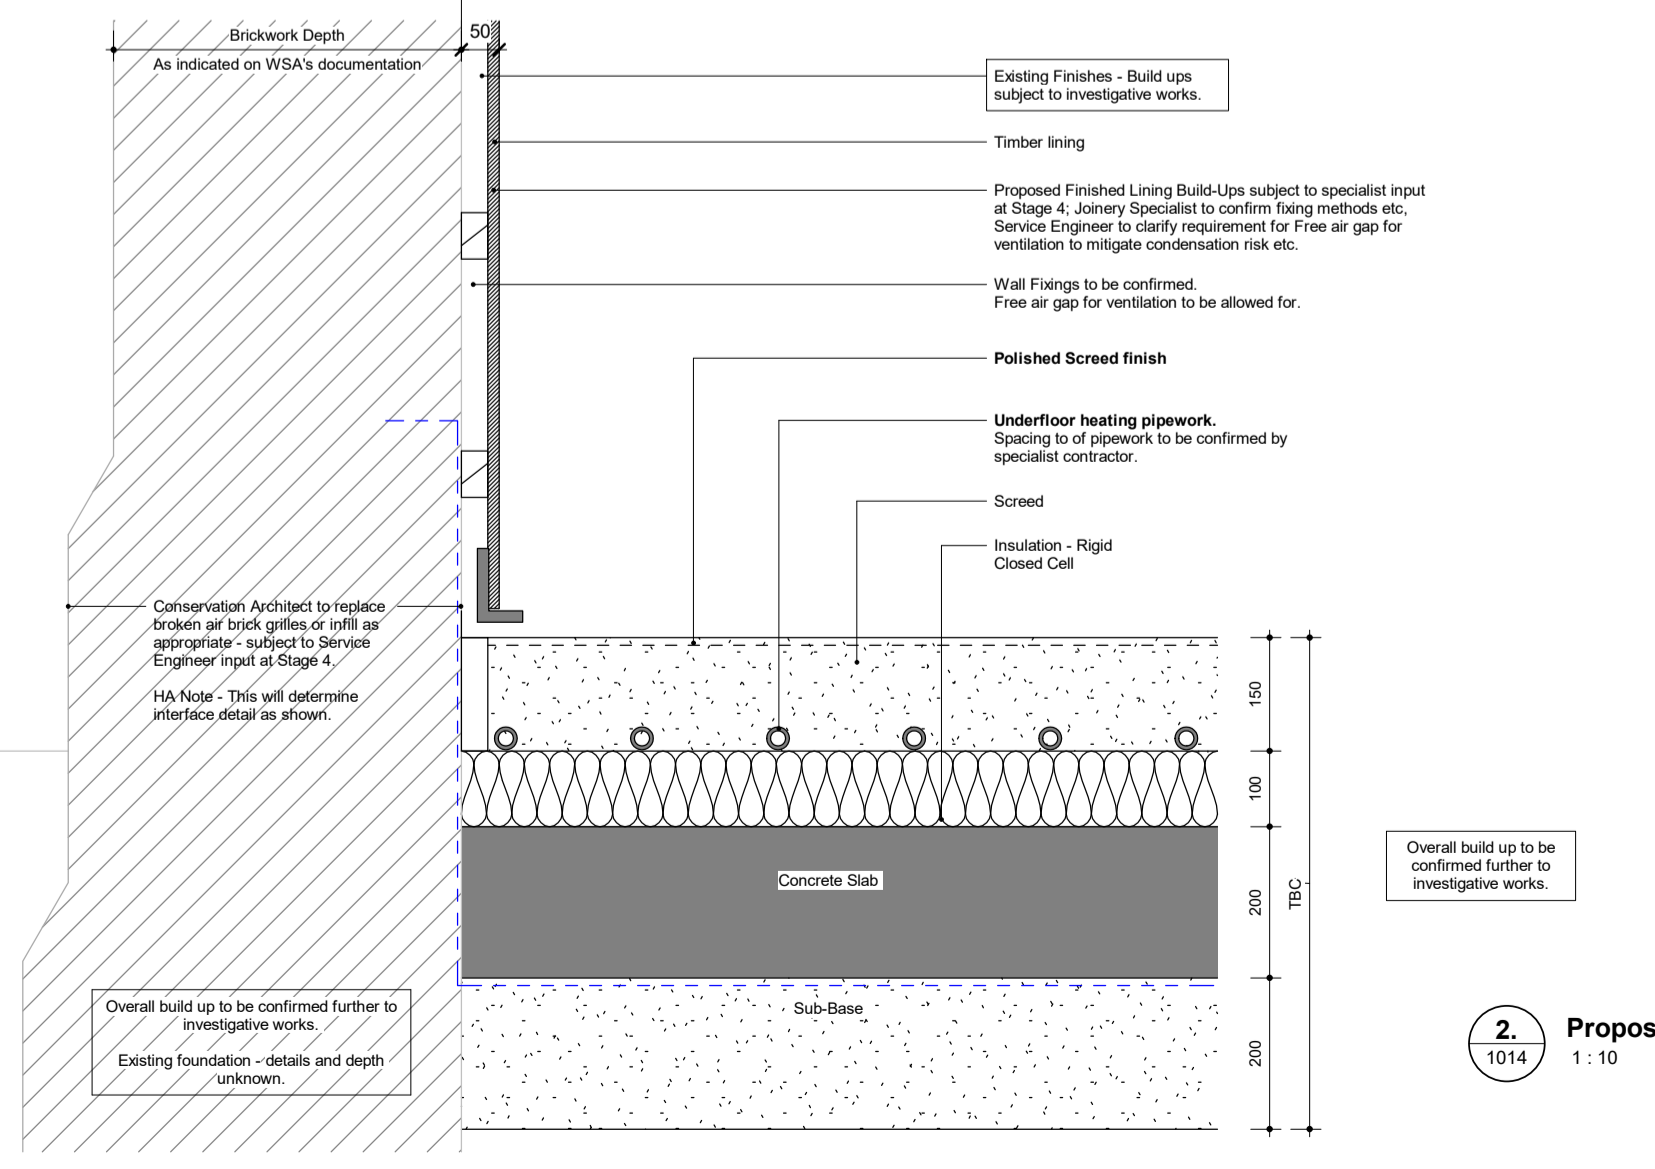 Brickwork Depth
As indicated on WSA's documentation
50
Existing Finishes - Build ups
subject to investigative works.
Timber lining
Proposed Finished Lining Build-Ups subject to specialist input
at Stage 4; Joinery Specialist to confirm fixing methods etc,
Service Engineer to clarify requirement for Free air gap for
ventilation to mitigate condensation risk etc.
Wall Fixings to be confirmed.
Free air gap for ventilation to be allowed for.
Polished Screed finish
Underfloor heating pipework.
Spacing to of pipework to be confirmed by
specialist contractor.
Screed
Insulation - Rigid
Closed Cell
Conservation Architect to replace
broken air brick grilles or infill as
appropriate - subject to Service
Engineer input at Stage 4.
HA Note - This will determine
interface detail as shown.
150
100
200
200
TBC
Concrete Slab
Sub-Base
Overall build up to be
confirmed further to
investigative works.
Overall build up to be confirmed further to
investigative works.
Existing foundation - details and depth
unknown.
2.
1014
Propos
1 : 10